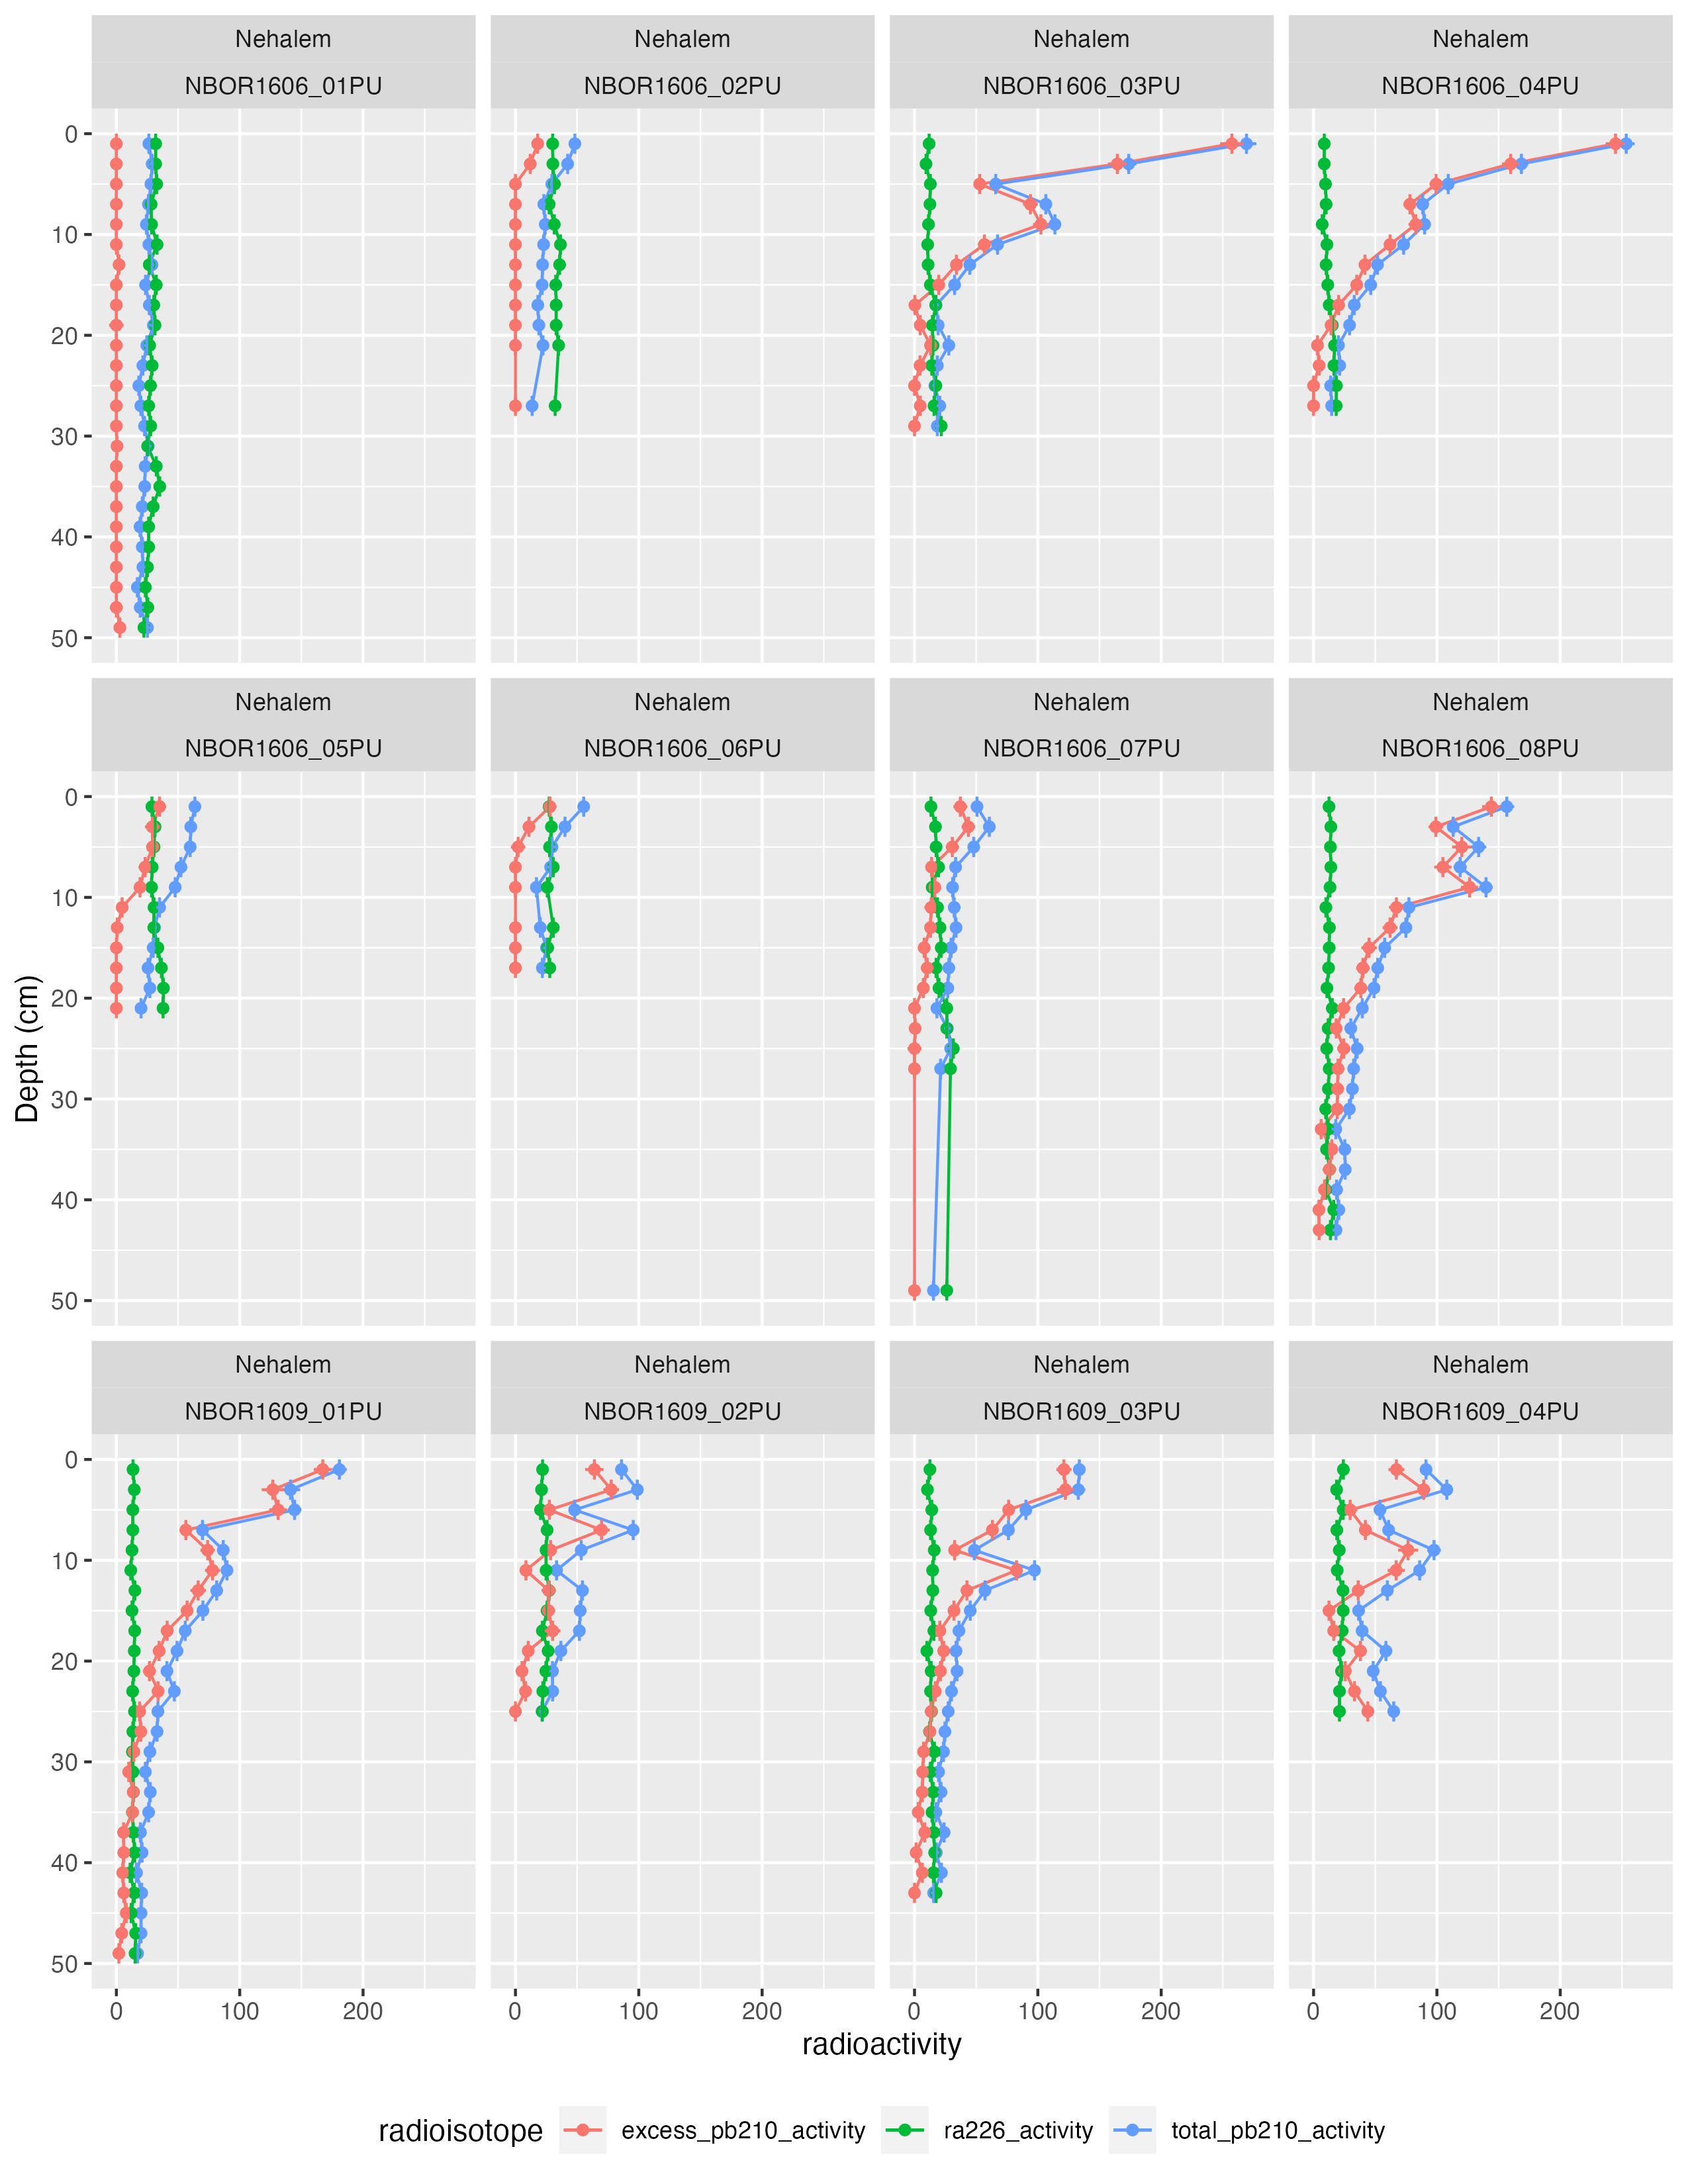 Nehalem Nehalem Nehalem Nehalem
NBOR1606_01PU NBOR1606_02PU NBOR1606_03PU NBOR1606_04PU
0
10
20
30
40
50
Nehalem Nehalem Nehalem Nehalem
NBOR1606_05PU NBOR1606_06PU NBOR1606_07PU NBOR1606_08PU
0
10
20
30
40
50
Depth (cm)
Nehalem Nehalem Nehalem Nehalem
NBOR1609_01PU NBOR1609_02PU NBOR1609_03PU NBOR1609_04PU
0
10
20
30
40
50
0 100 200 0 100 200 0 100 200 0 100 200
radioactivity
radioisotope excess_pb210_activity ra226_activity total_pb210_activity